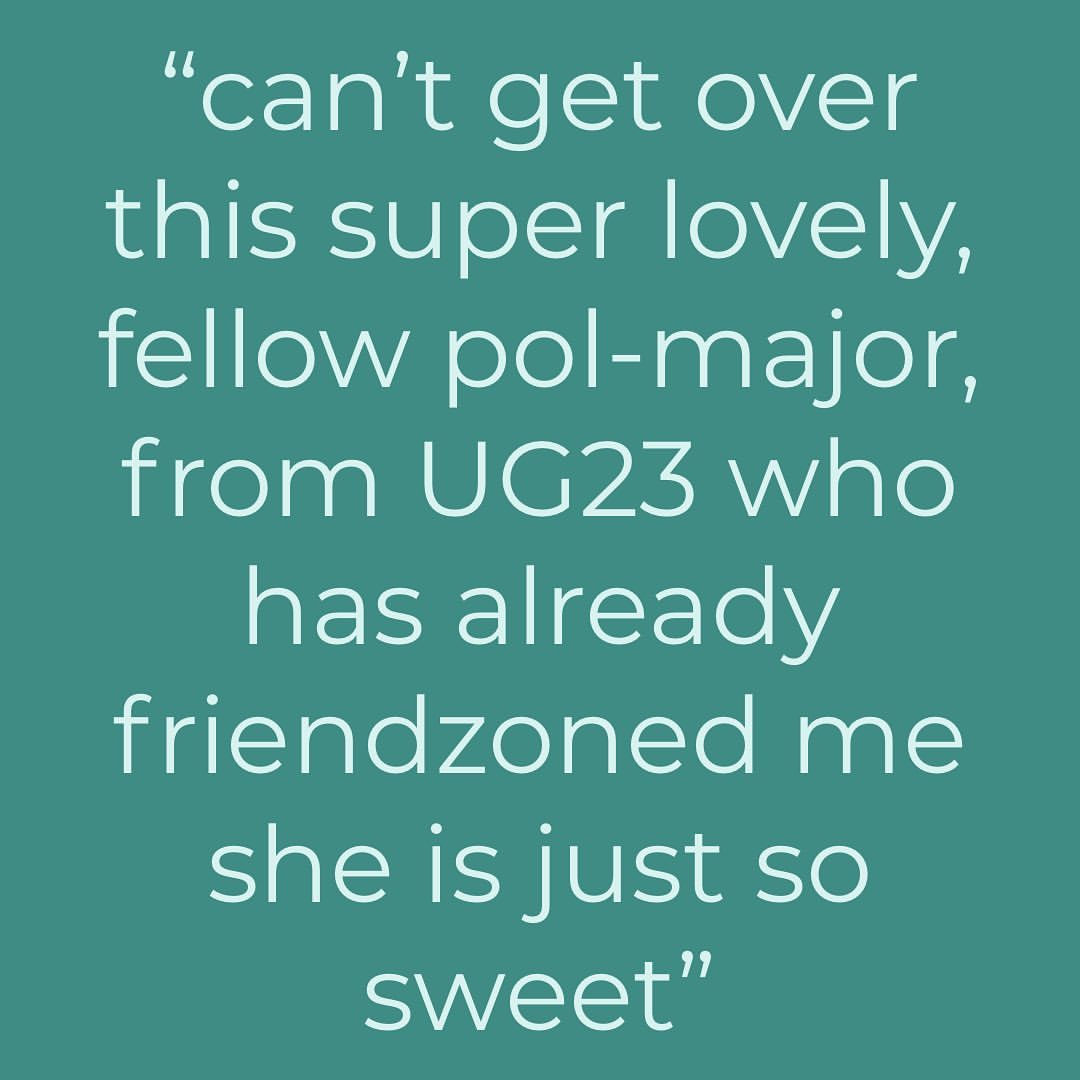 “can’t get over
this super lovely,
fellow pol-major,
from UG23 who
has already
friendzoned me
she is just so
sweet”